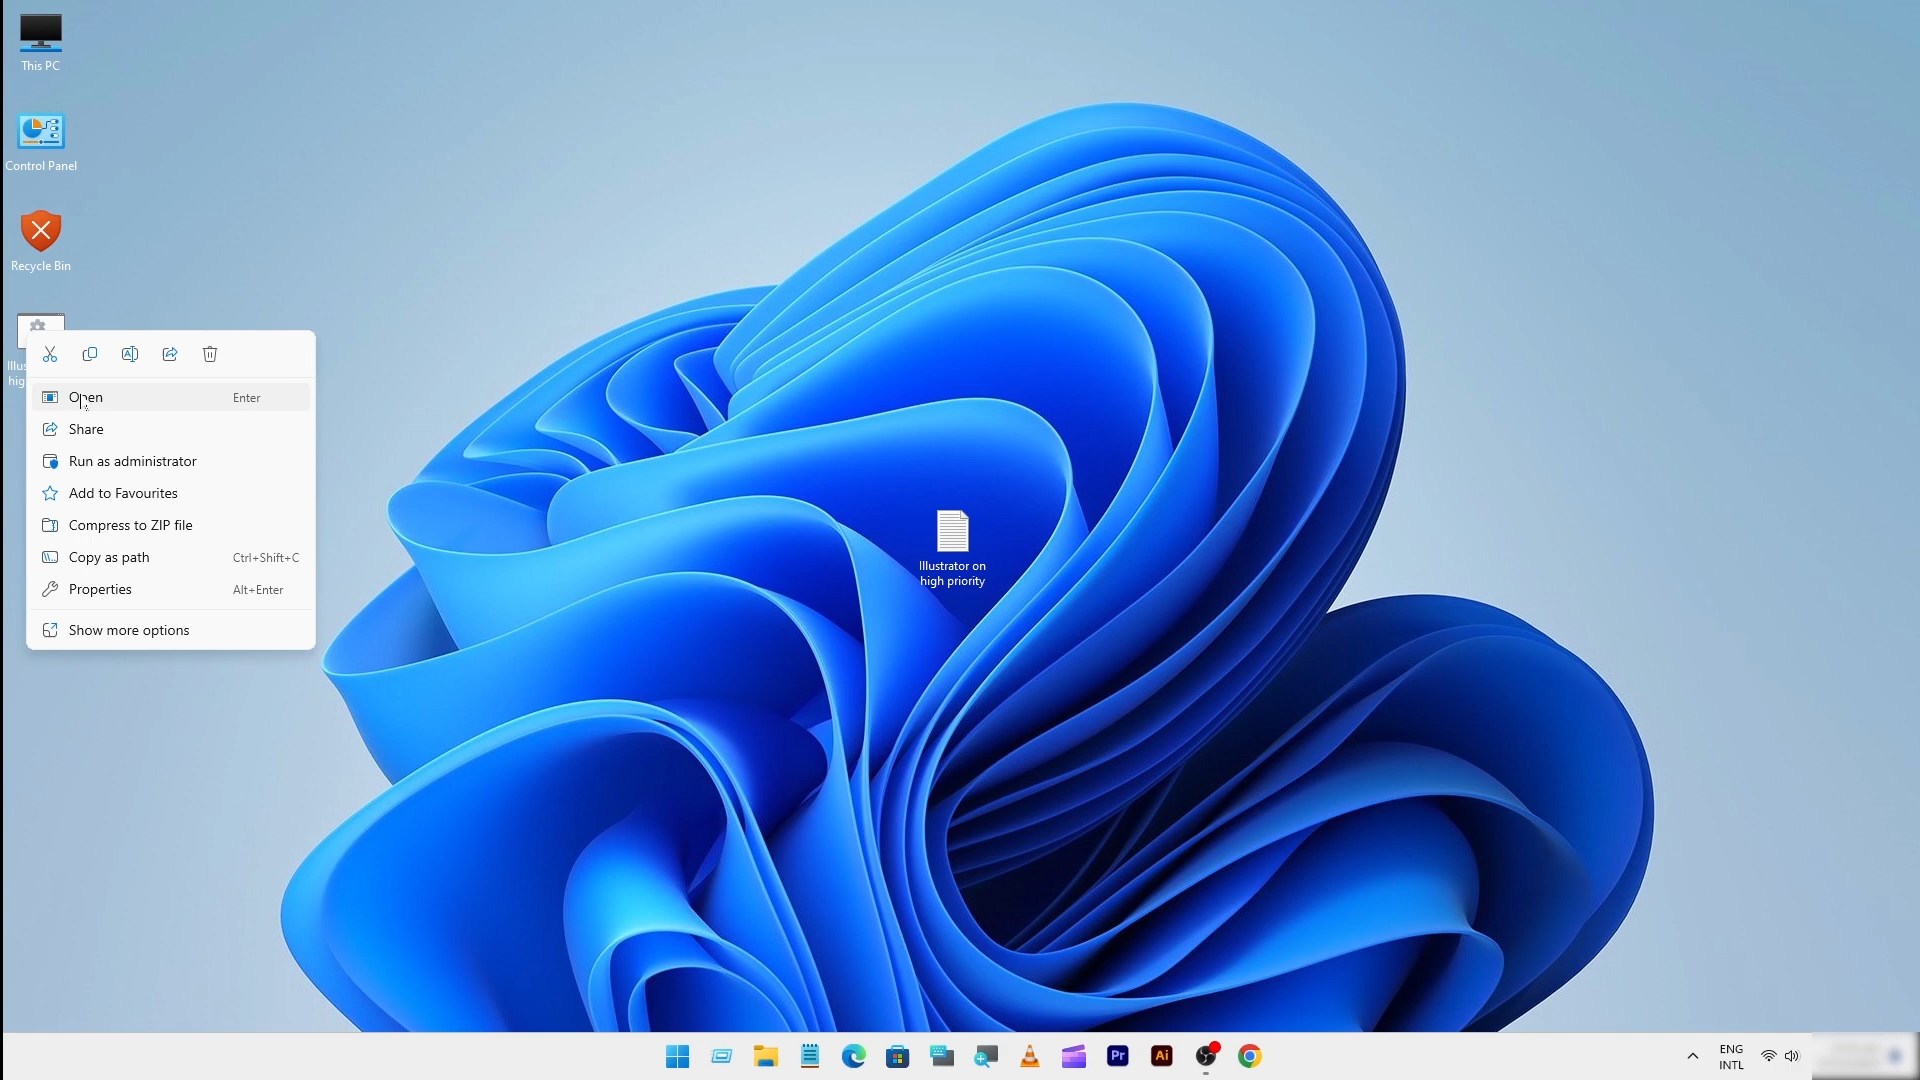 This PC
Control Panel
Recycle Bin
Open Enter
Share
Run as administrator
Add to Favourites
Compress to ZIP file
Copy as path Ctrl+Shift+C
Properties Alt+Enter
Show more options
Illustrator on
high priority
Pr
Ai
ENG
INTL